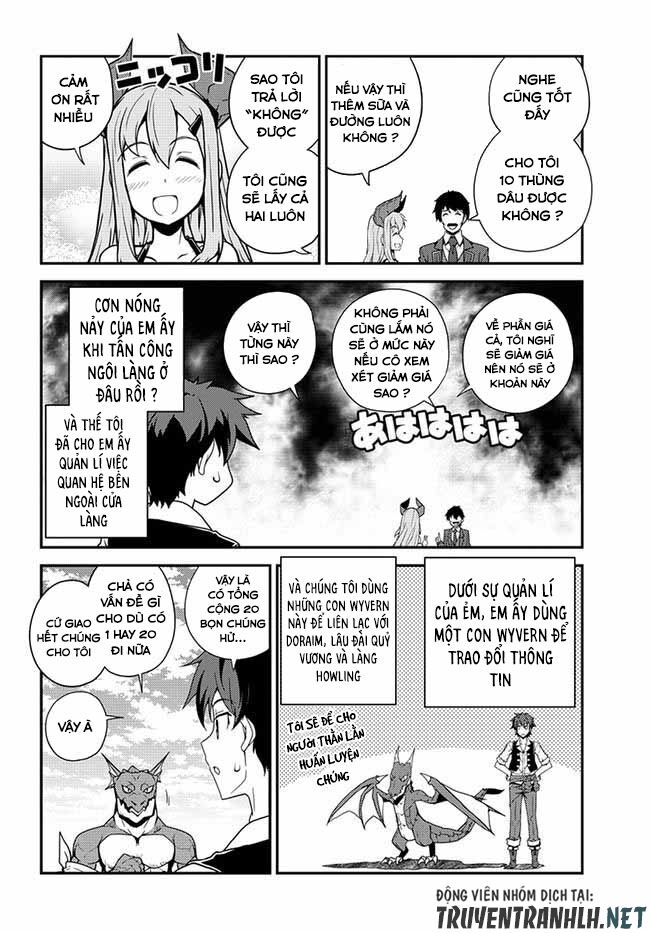 NGHE
CŨNG TỐT
ĐẤY
CHO TÔI
10 THÙNG
DÂU ĐƯỢC
KHÔNG ?
NẾU VẬY THÌ
THÊM SỮA VÀ
ĐƯỜNG LUÔN
KHÔNG ?
SAO TÔI
TRẢ LỜI
"KHÔNG"
ĐƯỢC
TÔI CŨNG
SẼ LẤY CẢ
HAI LUÔN
ニッコリ
CẢM
ƠN RẤT
NHIỀU
VỀ PHẦN GIÁ
CẢ, TÔI NGHĨ
SẼ GIẢM GIÁ
NÊN NÓ SẼ Ở
KHOẢN NÀY
KHÔNG PHẢI
CÙNG LẮM NÓ
SẼ Ở MỨC NÀY
NẾU CÓ XEM
XÉT GIẢM GIÁ
SAO ?
VẬY THÌ
TỪNG NÀY
THÌ SAO ?
あはははは
CƠN NÓNG
NẢY CỦA EM ẤY
KHI TẤN CÔNG
NGÔI LÀNG Ở
ĐÂU RỒI ?
VÀ THẾ TÔI
ĐÃ CHO EM ẤY
QUẢN LÍ VIỆC
QUAN HỆ BÊN
NGOÀI CỬA
LÀNG
DƯỚI SỰ QUẢN LÍ
CỦA ẺM, EM ẤY DÙNG
MỘT CON WYVERN ĐỂ
TRAO ĐỔI THÔNG
TIN
VÀ CHÚNG TÔI DÙNG
NHỮNG CON WYVERN
NÀY ĐỂ LIÊN LẠC VỚI
DORAIM, LÂU ĐÀI QUỶ
VƯƠNG VÀ LÀNG
HOWLING
TÔI SẼ ĐỂ CHO
NGƯỜI THẰN LẰN
HUẤN LUYỆN
CHÚNG
VẬY LÀ
CÓ TỔNG
CỘNG 20
BỌN CHÚNG
HỬ...
CHẢ CÓ
VẤN ĐỀ GÌ
CHO DÙ CÓ
1 HAY 20
ĐI NỮA
CỨ GIAO
HẾT CHÚNG
CHO TÔI
VẬY À
ĐỘNG VIÊN NHÓM DỊCH TẠI:
TRUYENTRANHLH.NET